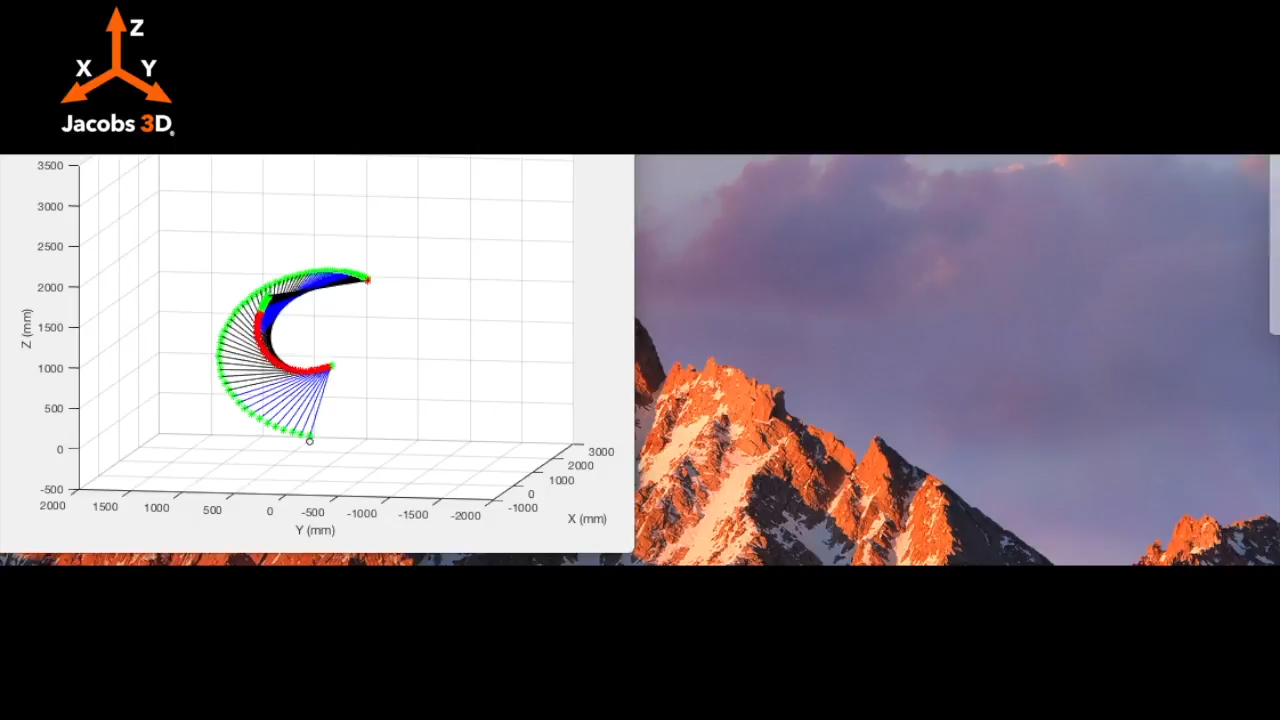 Z
X Y
Jacobs 3D®
3500
3000
2500
2000
1500
1000
500
0
-500
Z (mm)
2000 1500 1000 500 0 -500 -1000 -1500 -2000
Y (mm)
-1000 0 1000 2000 3000
X (mm)